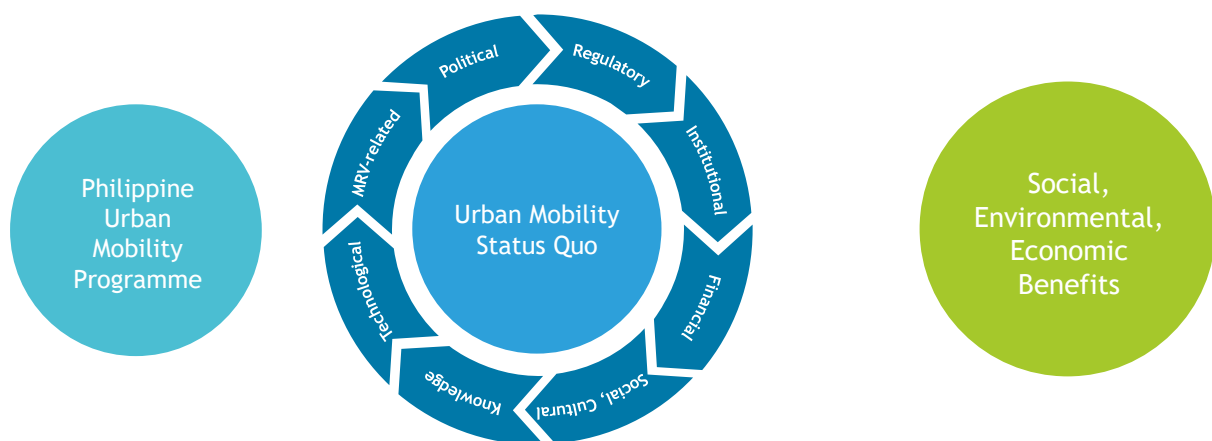 Philippine
Urban
Mobility
Programme
Political
Regulatory
Institutional
Financial
Social, Cultural
Knowledge
Technological
MRV-related
Urban Mobility
Status Quo
Social,
Environmental,
Economic
Benefits